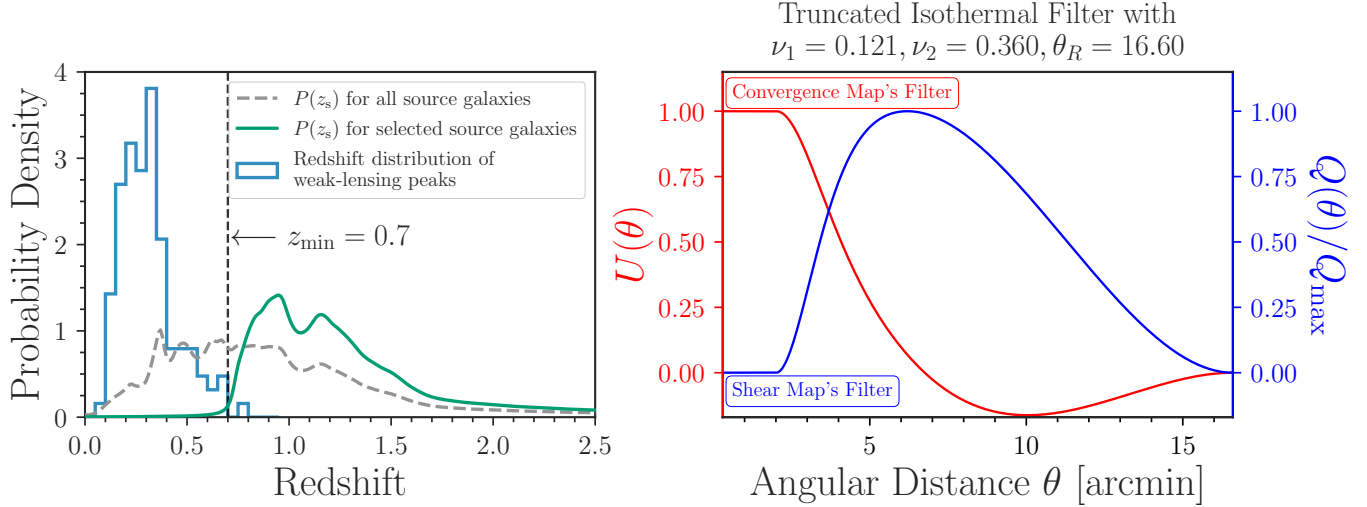 Probability Density
4
3
2
1
0
0.0 0.5 1.0 1.5 2.0 2.5
Redshift
P(z_s) for all source galaxies
P(z_s) for selected source galaxies
Redshift distribution of
weak-lensing peaks
← z_min = 0.7
Truncated Isothermal Filter with
ν_1 = 0.121, ν_2 = 0.360, θ_R = 16.60
Convergence Map's Filter
Shear Map's Filter
U(θ)
1.00
0.75
0.50
0.25
0.00
1.00
0.75
0.50
0.25
0.00
Q(θ)/Q_max
5 10 15
Angular Distance θ [arcmin]